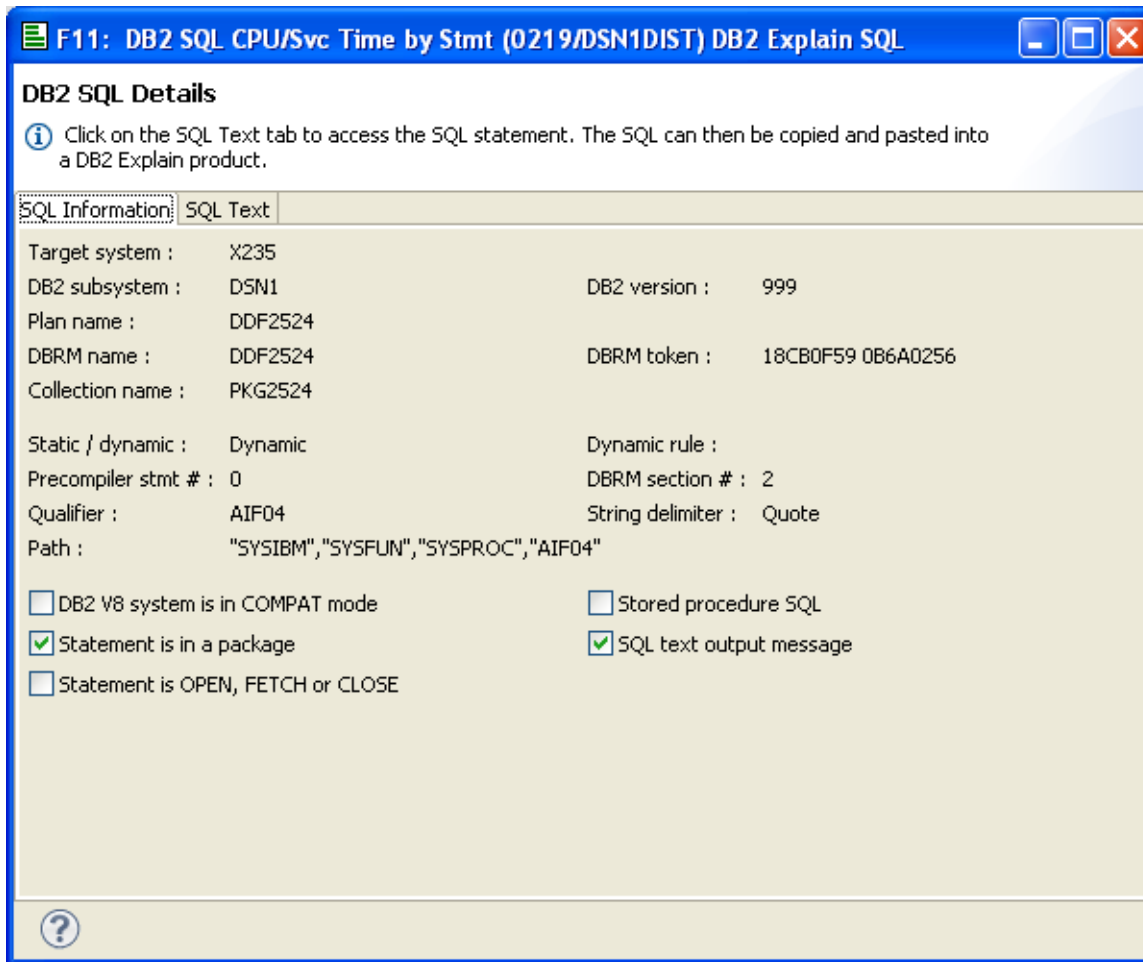 F11: DB2 SQL CPU/Svc Time by Stmt (0219/DSN1DIST) DB2 Explain SQL
DB2 SQL Details
Click on the SQL Text tab to access the SQL statement. The SQL can then be copied and pasted into
a DB2 Explain product.
SQL Information SQL Text
Target system : X235
DB2 subsystem : DSN1 DB2 version : 999
Plan name : DDF2524
DBRM name : DDF2524 DBRM token : 18CB0F59 0B6A0256
Collection name : PKG2524
Static / dynamic : Dynamic Dynamic rule :
Precompiler stmt # : 0 DBRM section # : 2
Qualifier : AIF04 String delimiter : Quote
Path : "SYSIBM","SYSFUN","SYSPROC","AIF04"
DB2 V8 system is in COMPAT mode Stored procedure SQL
Statement is in a package SQL text output message
Statement is OPEN, FETCH or CLOSE
?